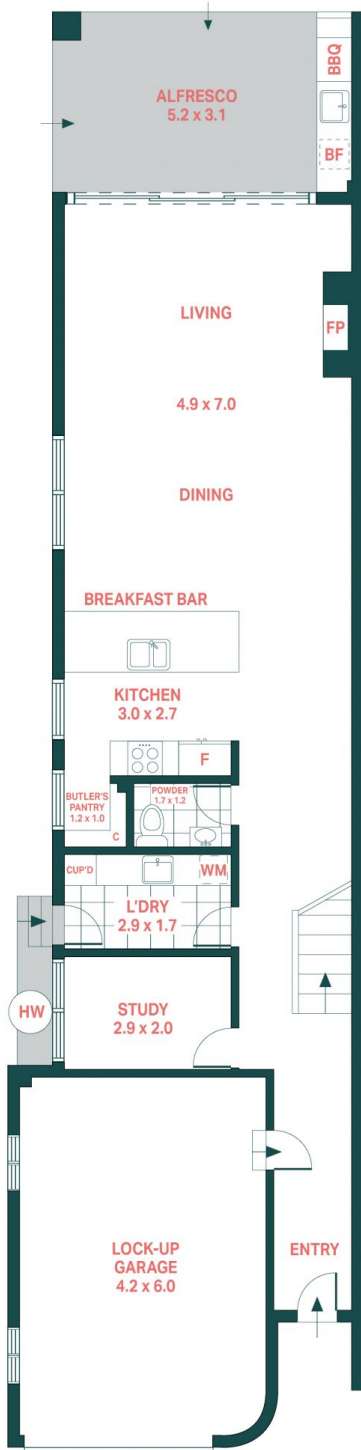 BBQ
ALFRESCO
5.2 x 3.1
BF
LIVING
FP
4.9 x 7.0
DINING
BREAKFAST BAR
KITCHEN
3.0 x 2.7
F
BUTLER'S
PANTRY
1.2 x 1.0
C
POWDER
1.7 x 1.2
CUP'D
WM
L'DRY
2.9 x 1.7
HW
STUDY
2.9 x 2.0
LOCK-UP
GARAGE
4.2 x 6.0
ENTRY